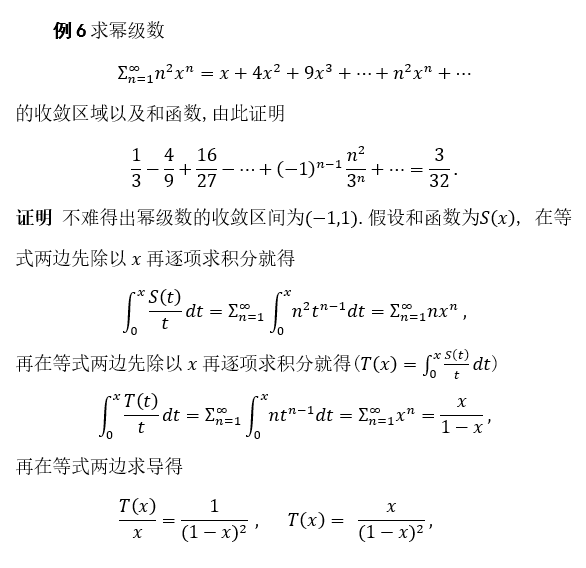 例 6 求幂级数
Σ_{n=1}^{∞} n²xⁿ = x + 4x² + 9x³ + ⋯ + n²xⁿ + ⋯
的收敛区域以及和函数, 由此证明
1/3 − 4/9 + 16/27 − ⋯ + (−1)^{n−1} n²/3ⁿ + ⋯ = 3/32 .
证明 不难得出幂级数的收敛区间为(−1,1). 假设和函数为S(x), 在等
式两边先除以 x 再逐项求积分就得
∫₀ˣ S(t)/t dt = Σ_{n=1}^{∞} ∫₀ˣ n²t^{n−1}dt = Σ_{n=1}^{∞} nxⁿ ,
再在等式两边先除以 x 再逐项求积分就得(T(x) = ∫₀ˣ S(t)/t dt)
∫₀ˣ T(t)/t dt = Σ_{n=1}^{∞} ∫₀ˣ nt^{n−1}dt = Σ_{n=1}^{∞} xⁿ = x/(1 − x) ,
再在等式两边求导得
T(x)/x = 1/(1 − x)² , T(x) = x/(1 − x)² ,